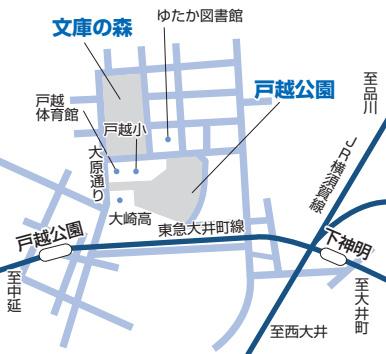 ゆたか図書館
文庫の森
戸越公園
戸越
体育館
戸越小
至品川
JR横須賀線
大原通り
大崎高
東急大井町線
戸越公園
下神明
至中延
至大井町
至西大井